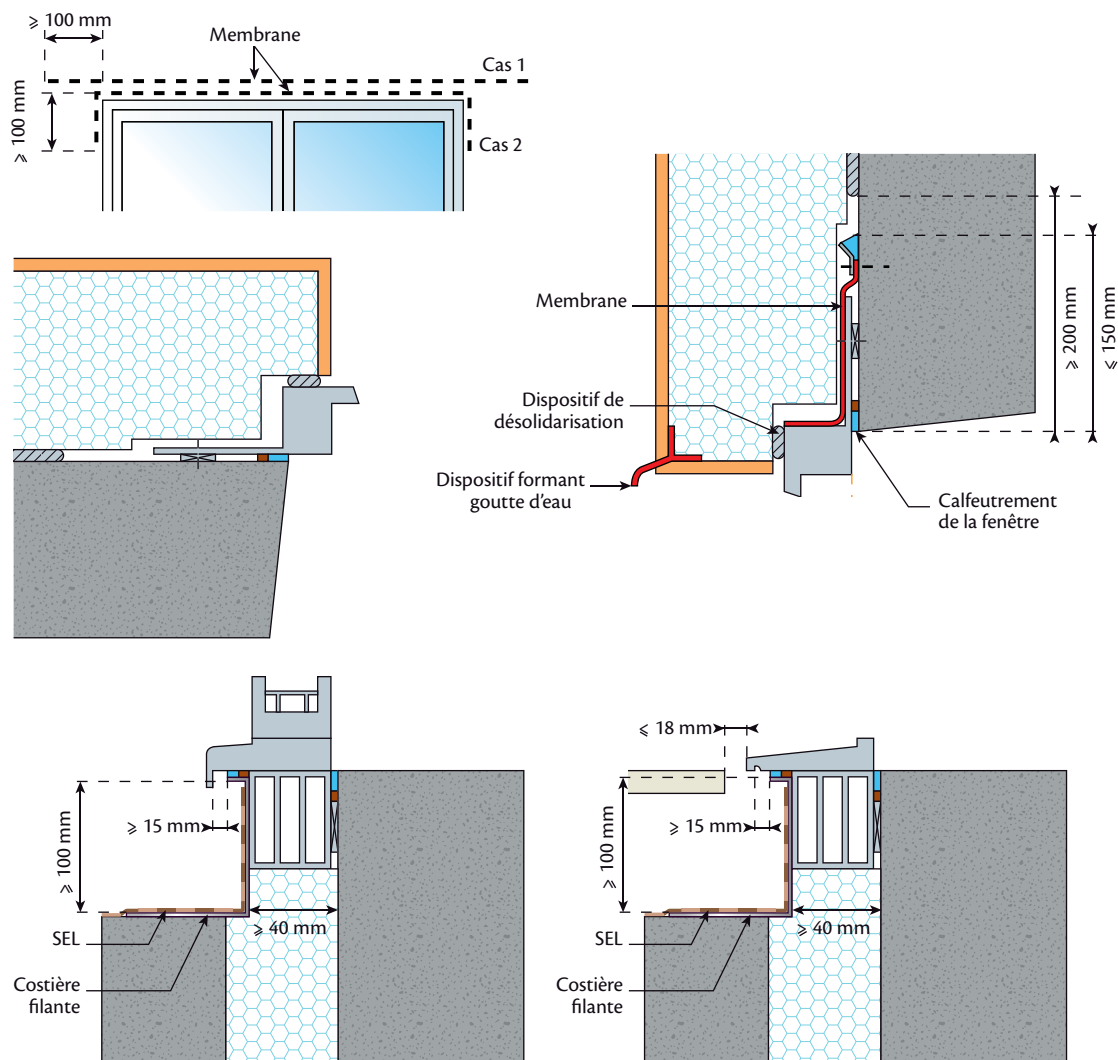 ⩾ 100 mm
Membrane
Cas 1
⩾ 100 mm
Cas 2
Membrane
⩾ 200 mm
⩽ 150 mm
Dispositif de
désolidarisation
Dispositif formant
goutte d'eau
Calfeutrement
de la fenêtre
⩾ 15 mm
⩾ 100 mm
⩾ 40 mm
SEL
Costière
filante
⩽ 18 mm
⩾ 15 mm
⩾ 100 mm
⩾ 40 mm
SEL
Costière
filante